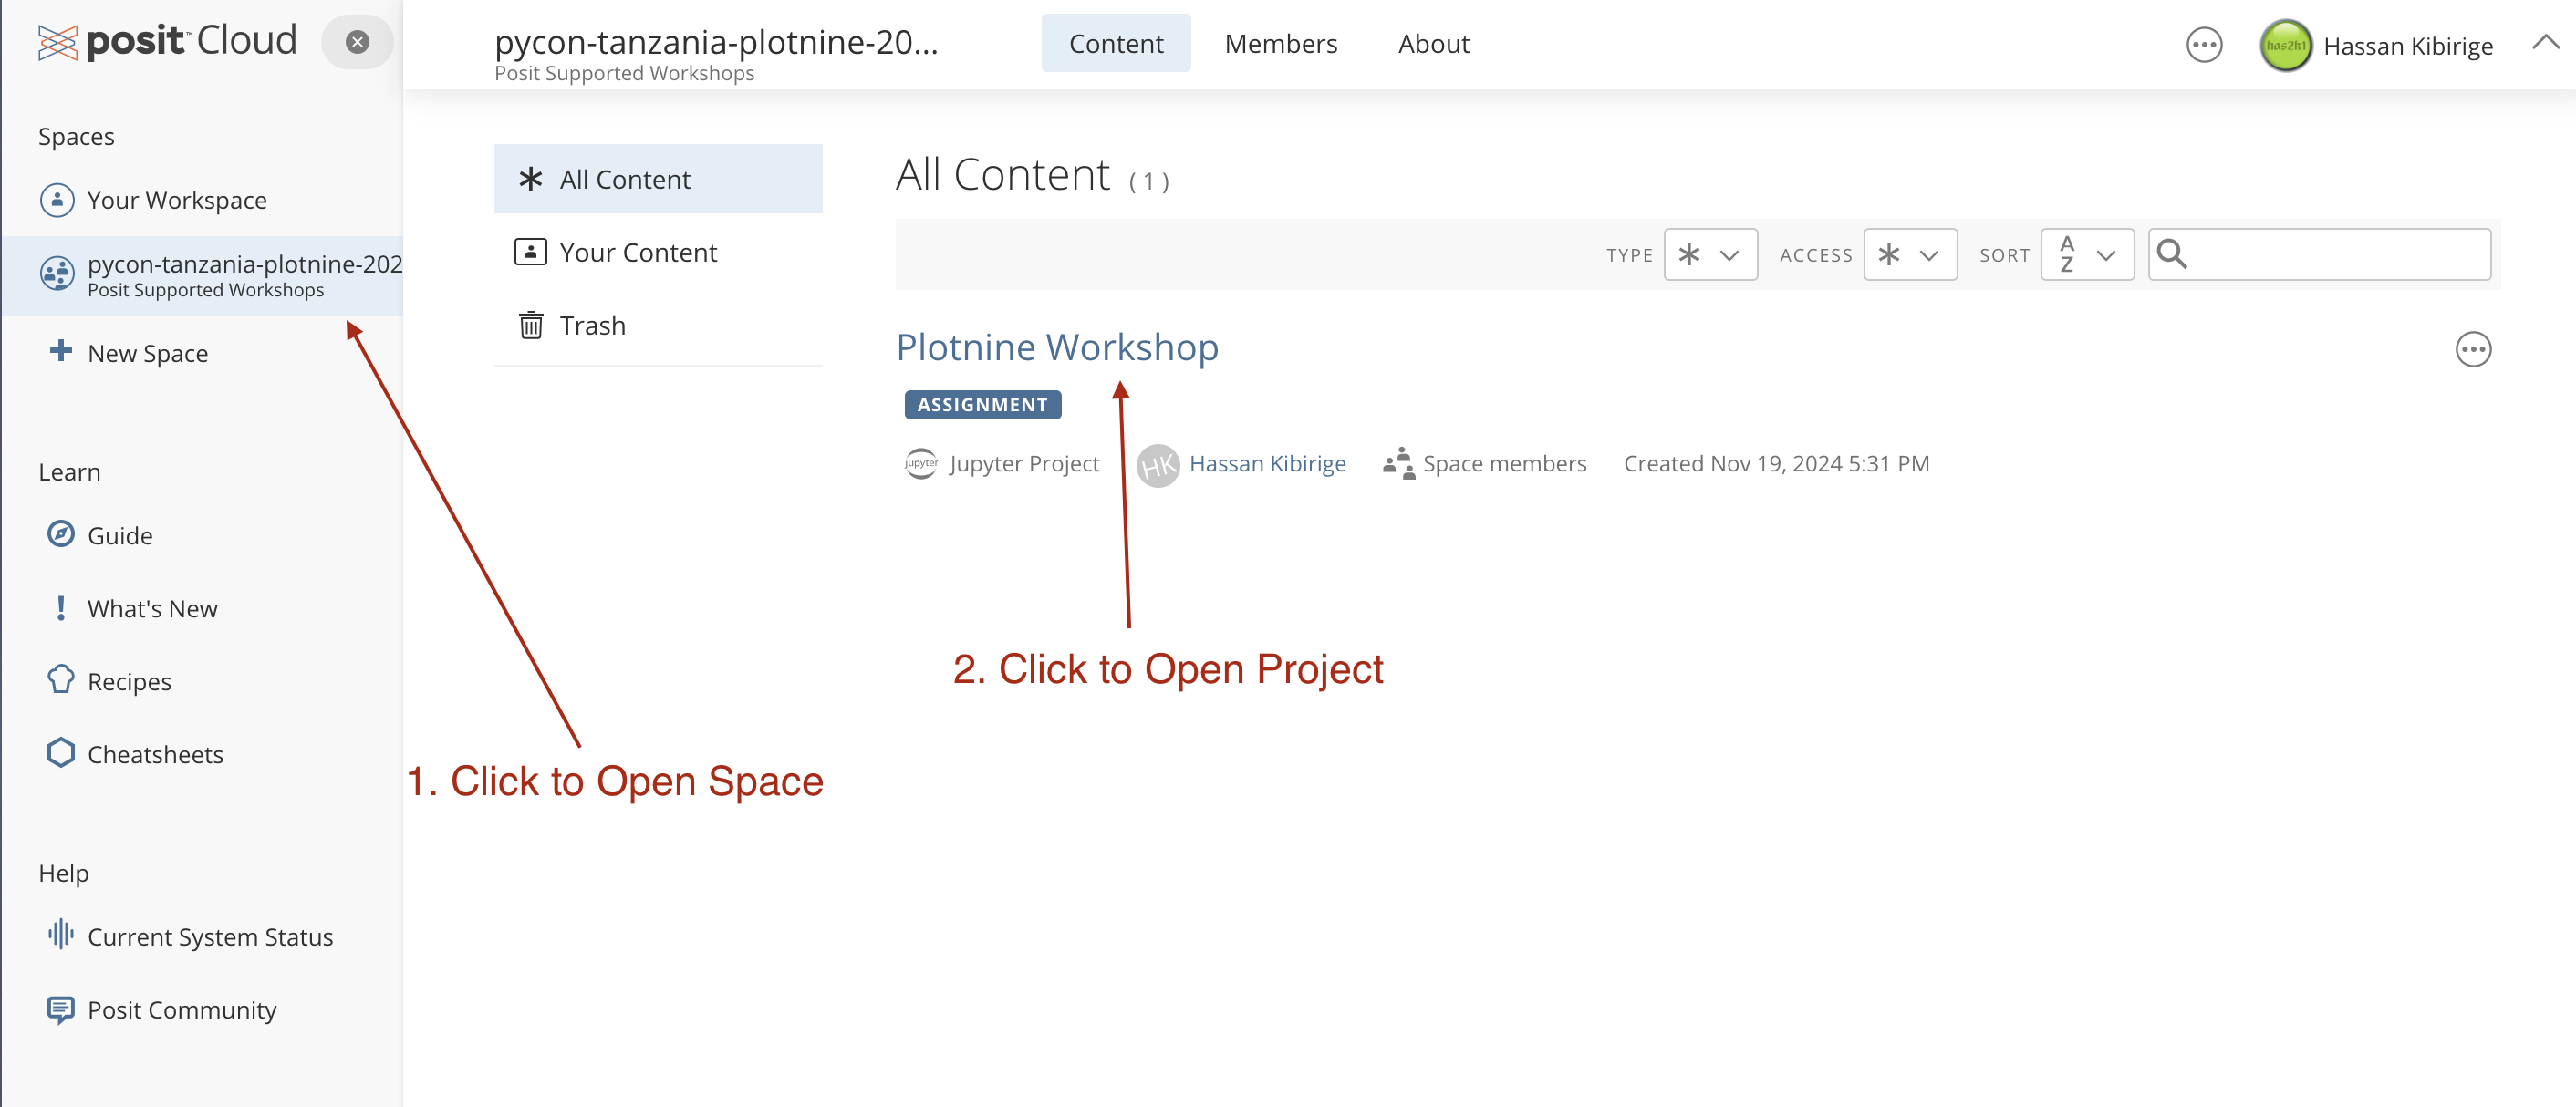 posit™ Cloud
Spaces
Your Workspace
pycon-tanzania-plotnine-202
Posit Supported Workshops
New Space
Learn
Guide
What's New
Recipes
Cheatsheets
Help
Current System Status
Posit Community
pycon-tanzania-plotnine-20...
Posit Supported Workshops
Content
Members
About
has2k1
Hassan Kibirige
All Content
Your Content
Trash
All Content (1)
TYPE
ACCESS
SORT
A
Z
Plotnine Workshop
ASSIGNMENT
jupyter
Jupyter Project
HK
Hassan Kibirige
Space members
Created Nov 19, 2024 5:31 PM
2. Click to Open Project
1. Click to Open Space